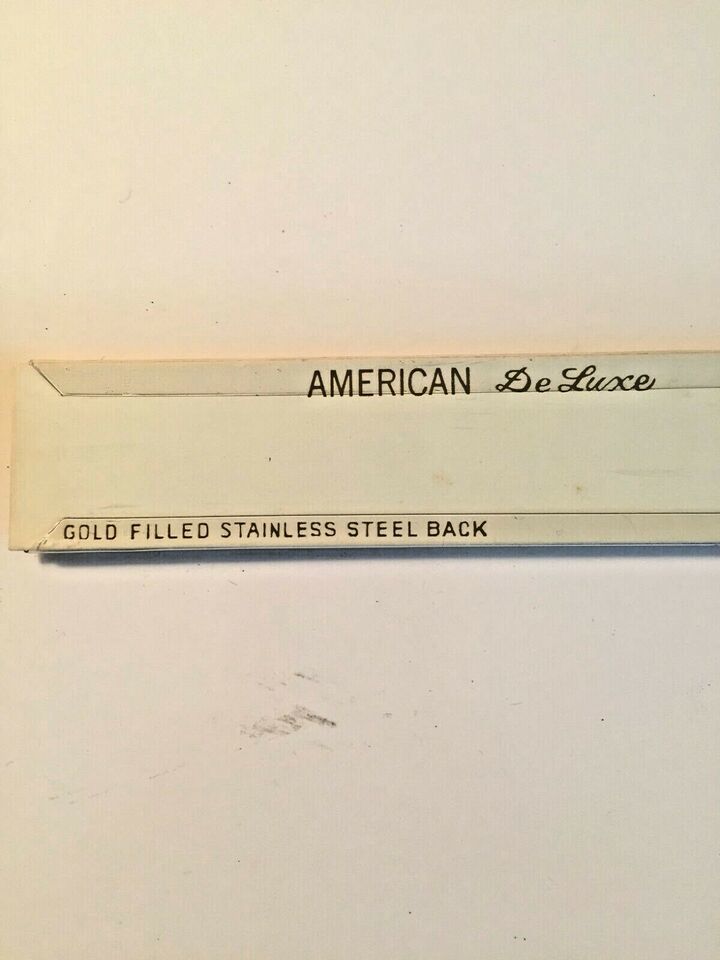 AMERICAN De Luxe
GOLD FILLED STAINLESS STEEL BACK